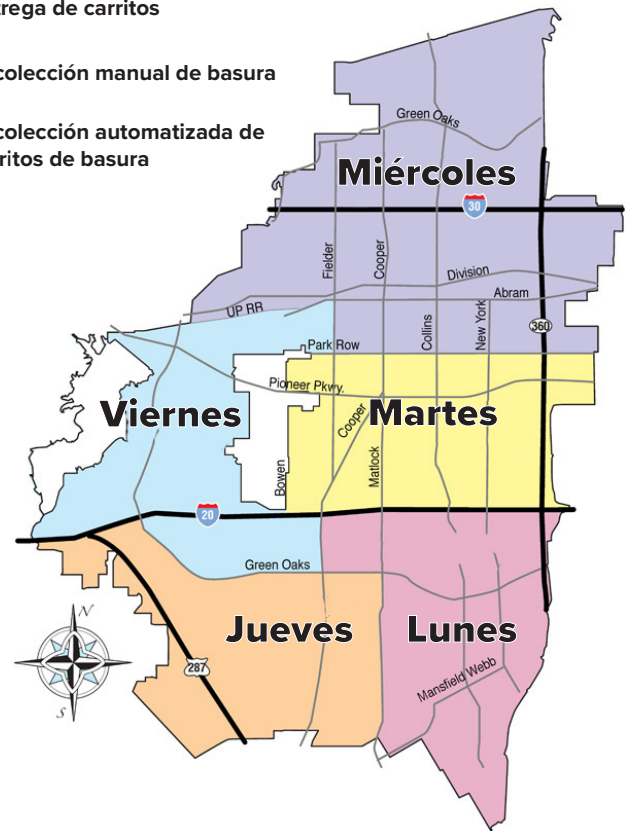 trega de carritos
colección manual de basura
colección automatizada de
rritos de basura
Green Oaks
Miércoles
30
Fielder
Cooper
Division
Abram
UP RR
Collins
New York
360
Park Row
Pioneer Pkwy.
Viernes
Cooper
Martes
Bowen
Matlock
20
Green Oaks
N
Jueves
Lunes
287
Mansfield Webb
S